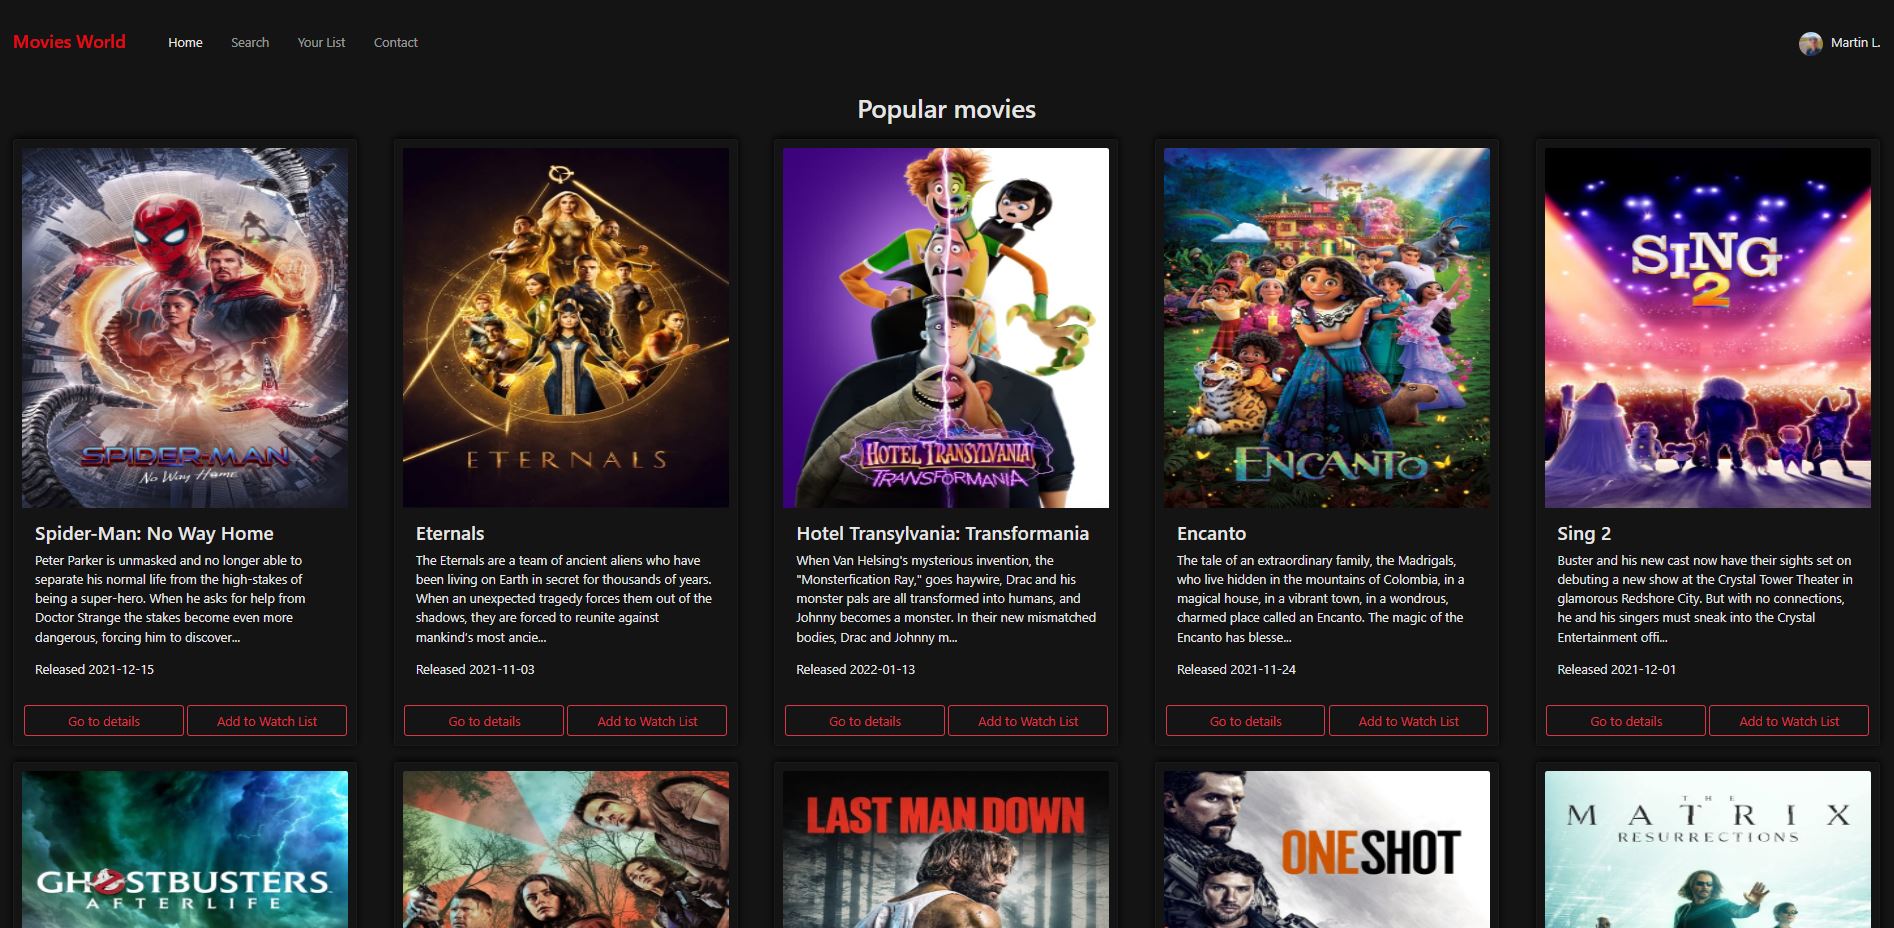 Movies World
Home
Search
Your List
Contact
Martin L.
Popular movies
SPIDER-MAN
No Way Home
ETERNALS
HOTEL TRANSYLVANIA
TRANSFORMANIA
ENCANTO
SING
2
Spider-Man: No Way Home
Peter Parker is unmasked and no longer able to
separate his normal life from the high-stakes of
being a super-hero. When he asks for help from
Doctor Strange the stakes become even more
dangerous, forcing him to discover...
Released 2021-12-15
Go to details
Add to Watch List
Eternals
The Eternals are a team of ancient aliens who have
been living on Earth in secret for thousands of years.
When an unexpected tragedy forces them out of the
shadows, they are forced to reunite against
mankind's most ancie...
Released 2021-11-03
Go to details
Add to Watch List
Hotel Transylvania: Transformania
When Van Helsing's mysterious invention, the
"Monsterfication Ray," goes haywire, Drac and his
monster pals are all transformed into humans, and
Johnny becomes a monster. In their new mismatched
bodies, Drac and Johnny m...
Released 2022-01-13
Go to details
Add to Watch List
Encanto
The tale of an extraordinary family, the Madrigals,
who live hidden in the mountains of Colombia, in a
magical house, in a vibrant town, in a wondrous,
charmed place called an Encanto. The magic of the
Encanto has blesse...
Released 2021-11-24
Go to details
Add to Watch List
Sing 2
Buster and his new cast now have their sights set on
debuting a new show at the Crystal Tower Theater in
glamorous Redshore City. But with no connections,
he and his singers must sneak into the Crystal
Entertainment offi...
Released 2021-12-01
Go to details
Add to Watch List
GHOSTBUSTERS
AFTERLIFE
LAST MAN DOWN
ONE SHOT
THE
MATRIX
RESURRECTIONS